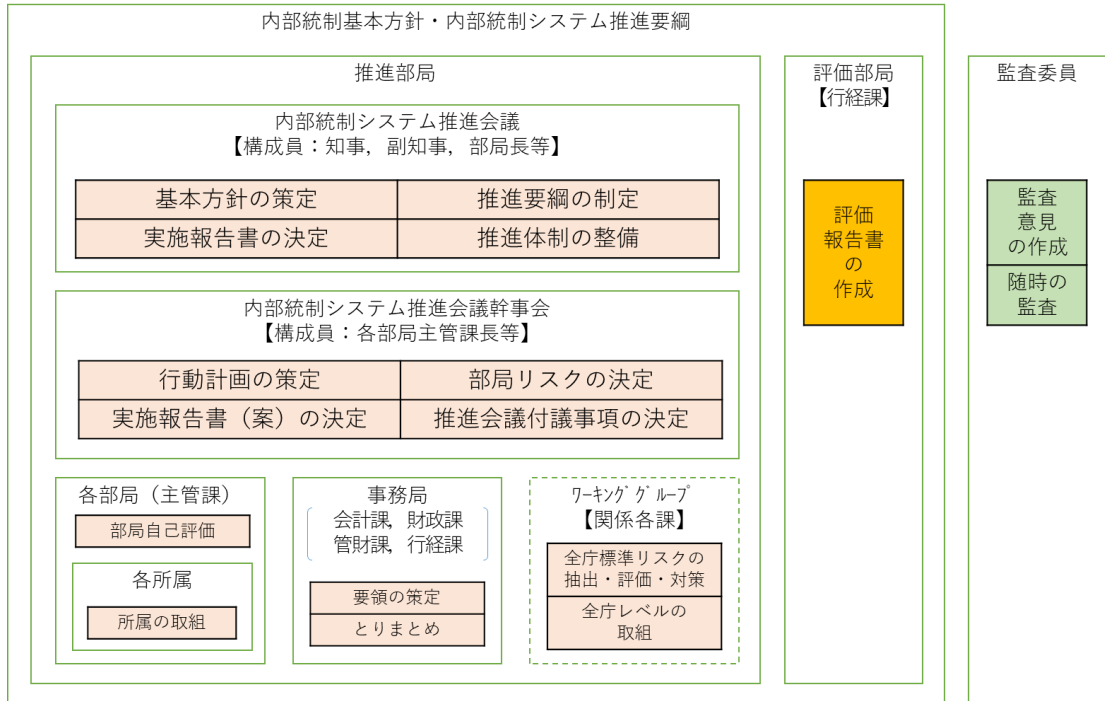 内部統制基本方針・内部統制システム推進要綱
推進部局
内部統制システム推進会議
【構成員：知事，副知事，部局長等】
基本方針の策定
推進要綱の制定
実施報告書の決定
推進体制の整備
内部統制システム推進会議幹事会
【構成員：各部局主管課長等】
行動計画の策定
部局リスクの決定
実施報告書（案）の決定
推進会議付議事項の決定
各部局（主管課）
部局自己評価
各所属
所属の取組
事務局
会計課，財政課
管財課，行経課
要領の策定
とりまとめ
ﾜｰｷﾝｸﾞｸﾞﾙｰﾌﾟ
【関係各課】
全庁標準リスクの
抽出・評価・対策
全庁レベルの
取組
評価部局
【行経課】
評価
報告書
の
作成
監査委員
監査
意見
の作成
随時の
監査